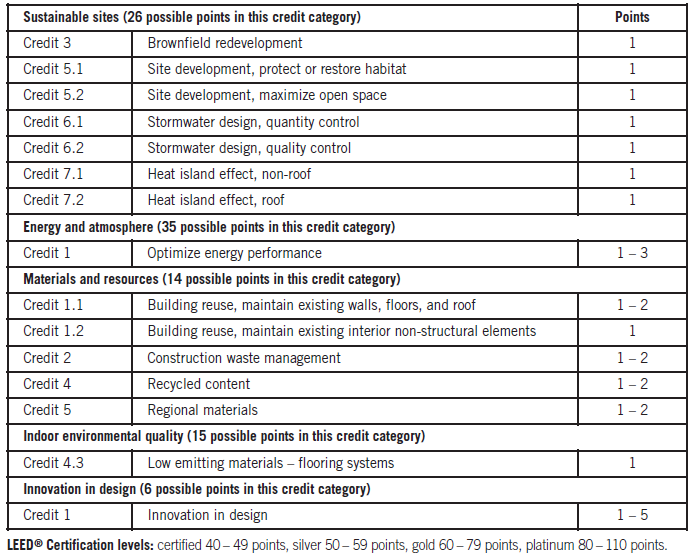 Sustainable sites (26 possible points in this credit category) Points
Credit 3 Brownfield redevelopment 1
Credit 5.1 Site development, protect or restore habitat 1
Credit 5.2 Site development, maximize open space 1
Credit 6.1 Stormwater design, quantity control 1
Credit 6.2 Stormwater design, quality control 1
Credit 7.1 Heat island effect, non-roof 1
Credit 7.2 Heat island effect, roof 1
Energy and atmosphere (35 possible points in this credit category)
Credit 1 Optimize energy performance 1 – 3
Materials and resources (14 possible points in this credit category)
Credit 1.1 Building reuse, maintain existing walls, floors, and roof 1 – 2
Credit 1.2 Building reuse, maintain existing interior non-structural elements 1
Credit 2 Construction waste management 1 – 2
Credit 4 Recycled content 1 – 2
Credit 5 Regional materials 1 – 2
Indoor environmental quality (15 possible points in this credit category)
Credit 4.3 Low emitting materials – flooring systems 1
Innovation in design (6 possible points in this credit category)
Credit 1 Innovation in design 1 – 5
LEED® Certification levels: certified 40 – 49 points, silver 50 – 59 points, gold 60 – 79 points, platinum 80 – 110 points.